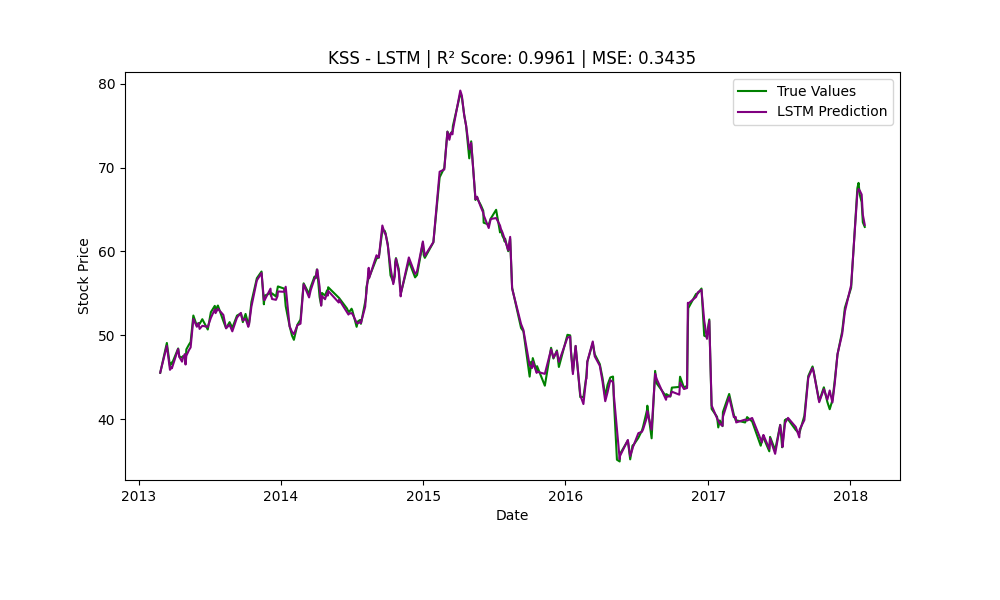 KSS - LSTM | R² Score: 0.9961 | MSE: 0.3435
True Values
LSTM Prediction
Stock Price
80
70
60
50
40
2013
2014
2015
2016
2017
2018
Date